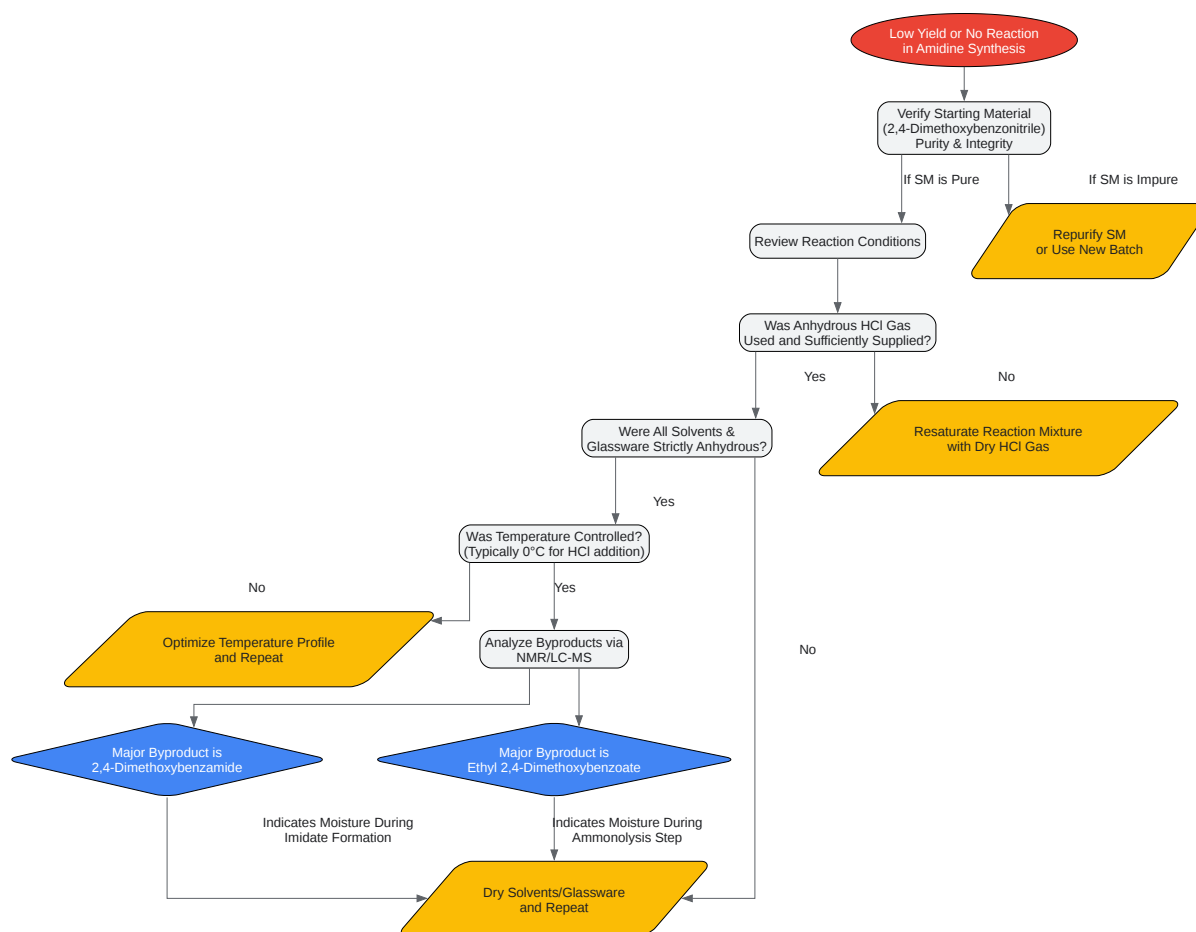 Low Yield or No Reaction
in Amidine Synthesis
Verify Starting Material
(2,4-Dimethoxybenzonitrile)
Purity & Integrity
If SM is Pure
If SM is Impure
Review Reaction Conditions
Repurify SM
or Use New Batch
Was Anhydrous HCl Gas
Used and Sufficiently Supplied?
Yes
No
Were All Solvents &
Glassware Strictly Anhydrous?
Resaturate Reaction Mixture
with Dry HCl Gas
Yes
Was Temperature Controlled?
(Typically 0°C for HCl addition)
No
Yes
Optimize Temperature Profile
and Repeat
Analyze Byproducts via
NMR/LC-MS
No
Major Byproduct is
2,4-Dimethoxybenzamide
Major Byproduct is
Ethyl 2,4-Dimethoxybenzoate
Indicates Moisture During
Imidate Formation
Indicates Moisture During
Ammonolysis Step
Dry Solvents/Glassware
and Repeat